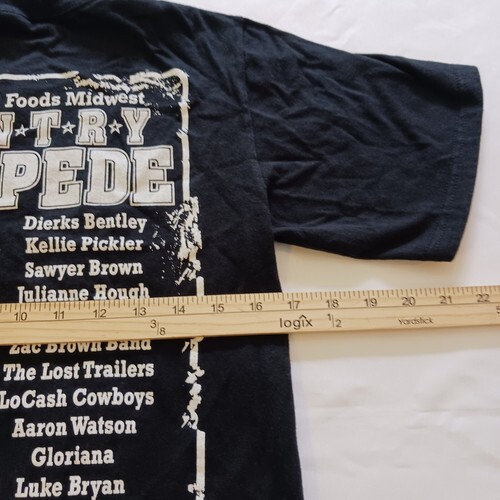 Foods Midwest
N★T★R★Y
PEDE
Dierks Bentley
Kellie Pickler
Sawyer Brown
Julianne Hough
10 11 12 13 14 15 16 17 18 19 20 21 22
3/8 logix 1/2 Yardstick 5
Zac Brown Band
The Lost Trailers
LoCash Cowboys
Aaron Watson
Gloriana
Luke Bryan